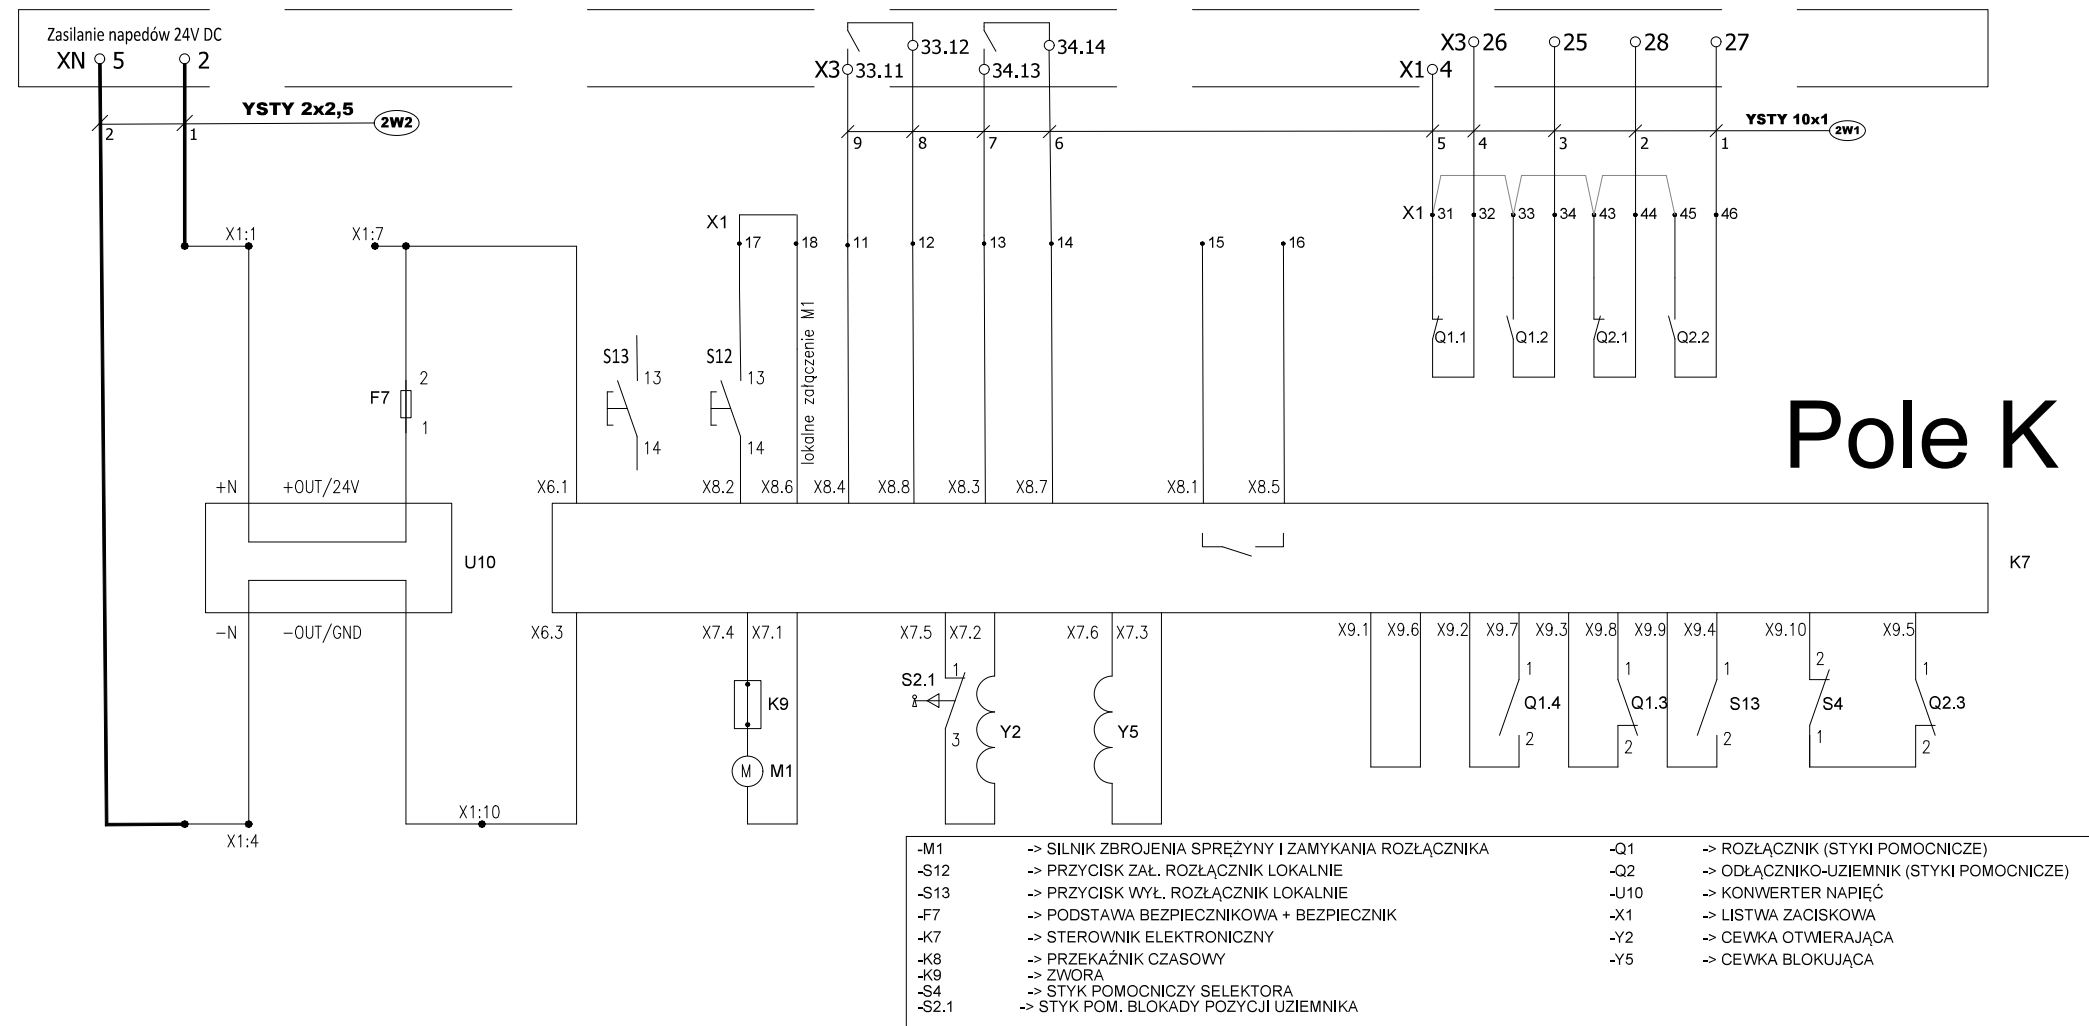 Zasilanie napedów 24V DC
XN 5 2
X3 33.11 33.12 34.13 34.14
X1 4 X3 26 25 28 27
YSTY 2x2,5 2W2
2 1
YSTY 10x1 2W1
9 8 7 6 5 4 3 2 1
X1:1 X1:7
X1 17 18 11 12 13 14 15 16
X1 31 32 33 34 43 44 45 46
Q1.1 Q1.2 Q2.1 Q2.2
lokalne załączenie M1
S13 13 14
S12 13 14
F7 2 1
Pole K
+N +OUT/24V X6.1 X8.2 X8.6 X8.4 X8.8 X8.3 X8.7 X8.1 X8.5
U10 K7
-N -OUT/GND X6.3 X7.4 X7.1 X7.5 X7.2 X7.6 X7.3 X9.1 X9.6 X9.2 X9.7 X9.3 X9.8 X9.9 X9.4 X9.10 X9.5
K9
M M1
S2.1 1 3
Y2
Y5
1 Q1.4 2
1 Q1.3 2
1 S13 2
2 S4 1
1 Q2.3 2
X1:4 X1:10
-M1 -> SILNIK ZBROJENIA SPRĘŻYNY I ZAMYKANIA ROZŁĄCZNIKA
-S12 -> PRZYCISK ZAŁ. ROZŁĄCZNIK LOKALNIE
-S13 -> PRZYCISK WYŁ. ROZŁĄCZNIK LOKALNIE
-F7 -> PODSTAWA BEZPIECZNIKOWA + BEZPIECZNIK
-K7 -> STEROWNIK ELEKTRONICZNY
-K8 -> PRZEKAŹNIK CZASOWY
-K9 -> ZWORA
-S4 -> STYK POMOCNICZY SELEKTORA
-S2.1 -> STYK POM. BLOKADY POZYCJI UZIEMNIKA
-Q1 -> ROZŁĄCZNIK (STYKI POMOCNICZE)
-Q2 -> ODŁĄCZNIKO-UZIEMNIK (STYKI POMOCNICZE)
-U10 -> KONWERTER NAPIĘĆ
-X1 -> LISTWA ZACISKOWA
-Y2 -> CEWKA OTWIERAJĄCA
-Y5 -> CEWKA BLOKUJĄCA